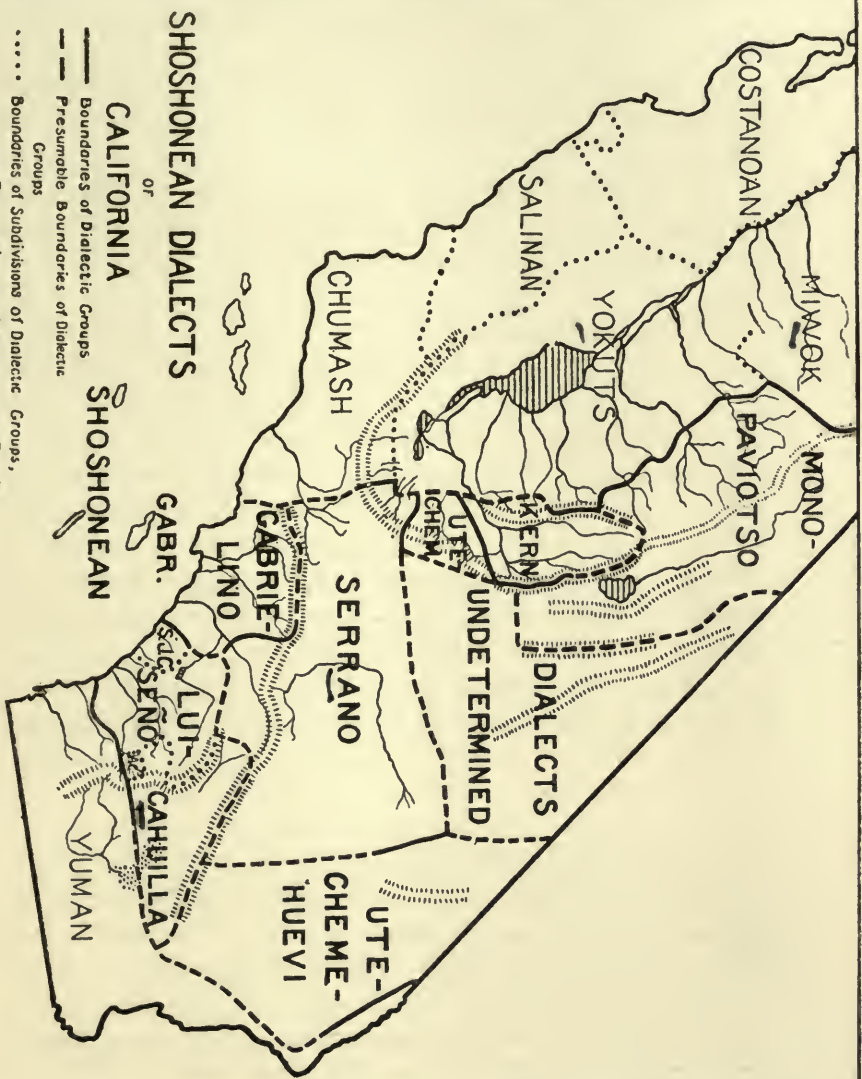 SHOSHONEAN DIALECTS
OF
CALIFORNIA
Boundaries of Dialectic Groups
Presumable Boundaries of Dialectic
Groups
Boundaries of Subdivisions of Dialectic Groups,
COSTANOAN
MIWOK
MONO-
PAVIOTSO
SALINAN
YOKUTS
CHUMASH
KERN
UTE
CHEM
UNDETERMINED
DIALECTS
SERRANO
GABRIE-
LINO
GABR.
SHOSHONEAN
S.J.C.
LUI-
SENO
CAHUILLA
YUMAN
UTE-
CHEME-
HUEVI